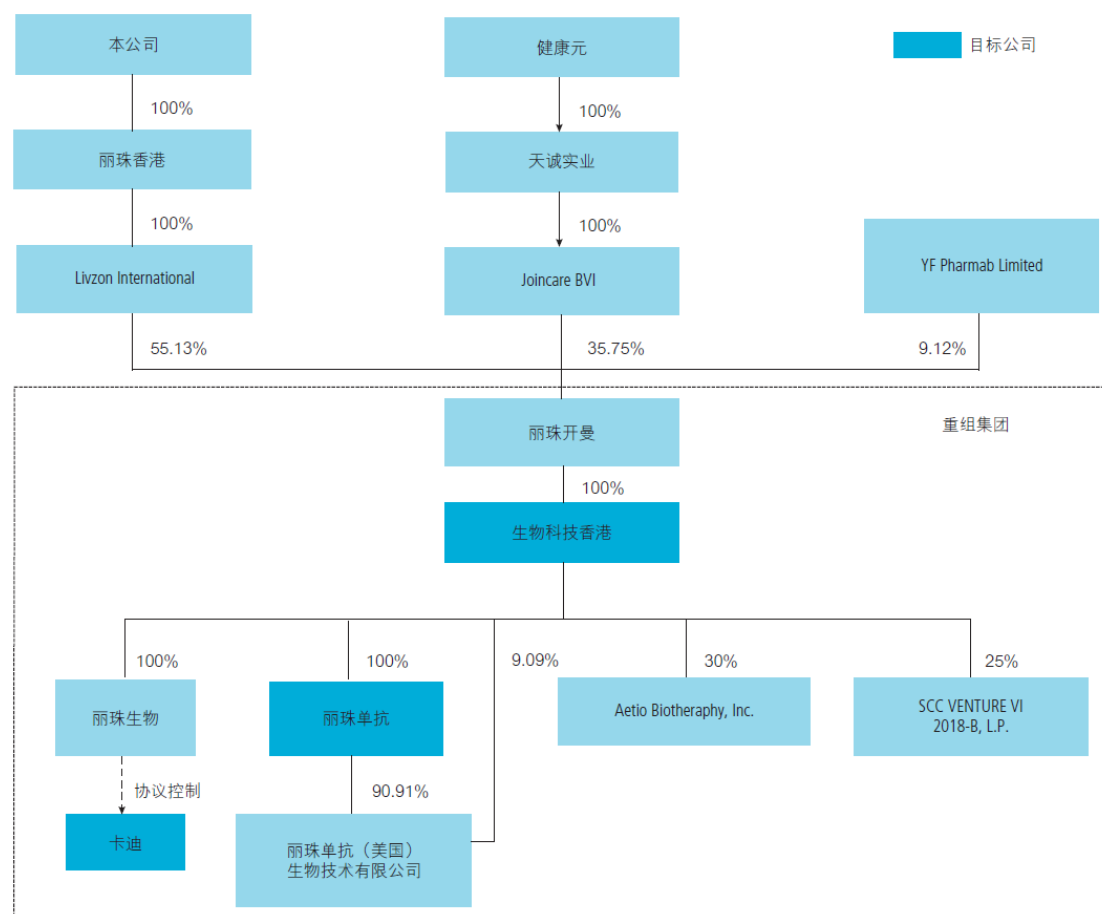 本公司
健康元
目标公司
100%
100%
丽珠香港
天诚实业
100%
100%
Livzon International
Joincare BVI
YF Pharmab Limited
55.13%
35.75%
9.12%
丽珠开曼
重组集团
100%
生物科技香港
100%
100%
9.09%
30%
25%
丽珠生物
丽珠单抗
Aetio Biotheraphy, Inc.
SCC VENTURE VI
2018-B, L.P.
协议控制
90.91%
卡迪
丽珠单抗（美国）
生物技术有限公司